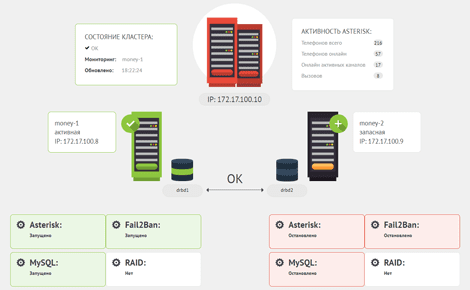 СОСТОЯНИЕ КЛАСТЕРА:
✓ ОК
Мониторинг: money-1
Обновлено: 18:22:24
АКТИВНОСТЬ ASTERISK:
Телефонов всего 216
Телефонов онлайн 57
Онлайн активных каналов 17
Вызовов 8
IP: 172.17.100.10
money-1
активная
IP: 172.17.100.8
money-2
запасная
IP: 172.17.100.9
drbd1
OK
drbd2
Asterisk:
Запущено
Fail2Ban:
Запущено
MySQL:
Запущено
RAID:
Нет
Asterisk:
Остановлено
Fail2Ban:
Остановлено
MySQL:
Остановлено
RAID:
Нет